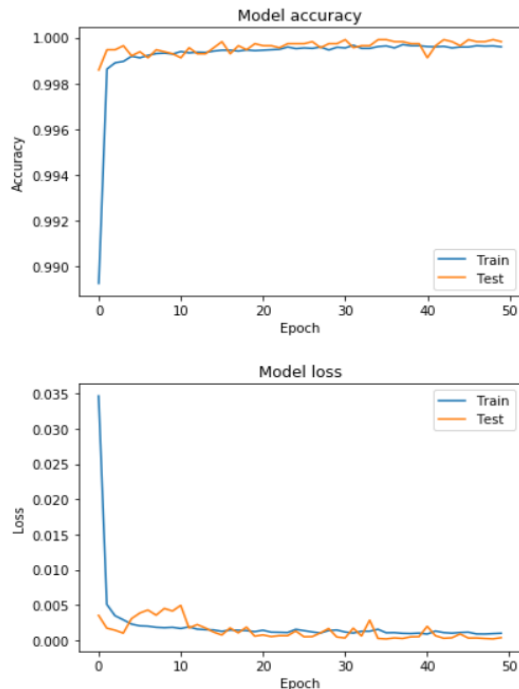 Model accuracy
1.000
0.998
0.996
0.994
0.992
0.990
Accuracy
Train
Test
0 10 20 30 40 50
Epoch
Model loss
0.035
0.030
0.025
0.020
0.015
0.010
0.005
0.000
Loss
Train
Test
0 10 20 30 40 50
Epoch